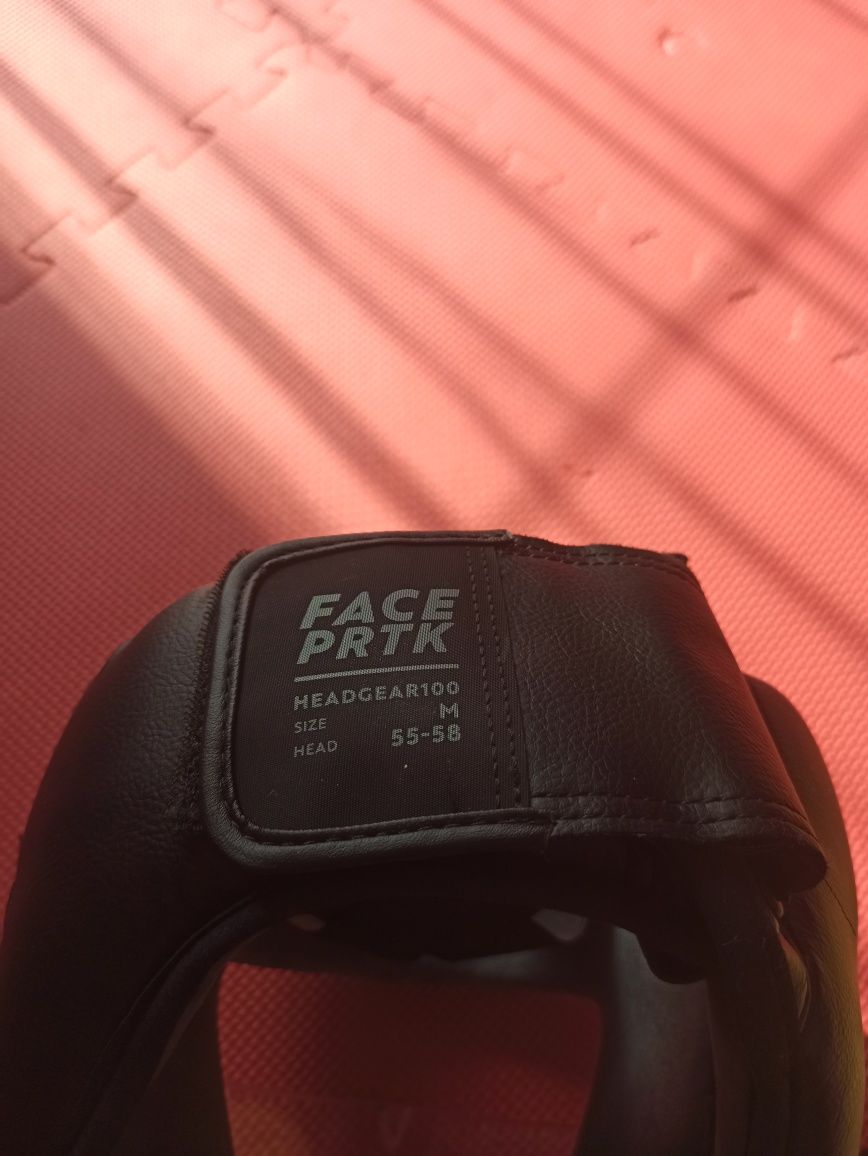 FACE
PRTK
HEADGEAR100
SIZE M
HEAD 55-58